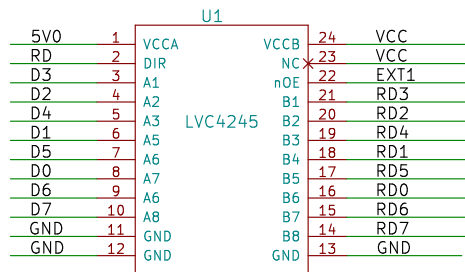 U1
5V0 1 VCCA VCCB 24 VCC
RD 2 DIR NC 23 VCC
D3 3 A1 nOE 22 EXT1
D2 4 A2 B1 21 RD3
D4 5 A3 B2 20 RD2
D1 6 A5 B3 19 RD4
D5 7 A6 B4 18 RD1
D0 8 A7 B5 17 RD5
D6 9 A6 B6 16 RD0
D7 10 A8 B7 15 RD6
GND 11 GND B8 14 RD7
GND 12 GND GND 13 GND
LVC4245